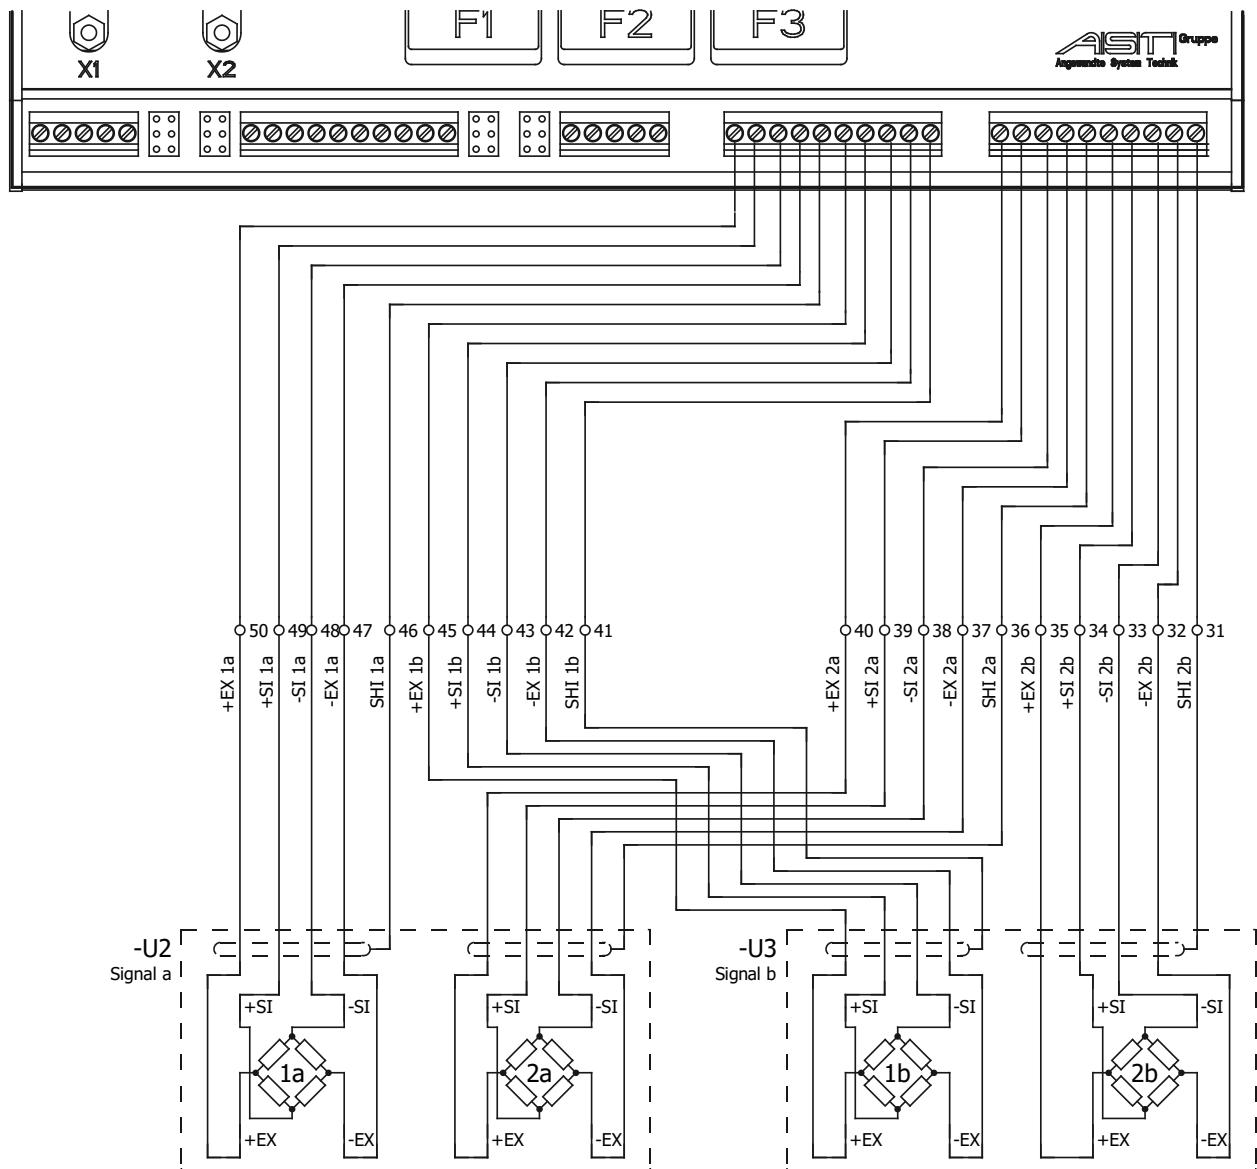 F1 F2 F3
X1 X2
ASTI Gruppe
Angewandte System Technik
50 49 48 47 46 45 44 43 42 41 40 39 38 37 36 35 34 33 32 31
+EX 1a +SI 1a -SI 1a -EX 1a SHI 1a +EX 1b +SI 1b -SI 1b -EX 1b SHI 1b +EX 2a +SI 2a -SI 2a -EX 2a SHI 2a +EX 2b +SI 2b -SI 2b -EX 2b SHI 2b
-U2 -U3
Signal a Signal b
+SI -SI +SI -SI +SI -SI +SI -SI
1a 2a 1b 2b
+EX -EX +EX -EX +EX -EX +EX -EX